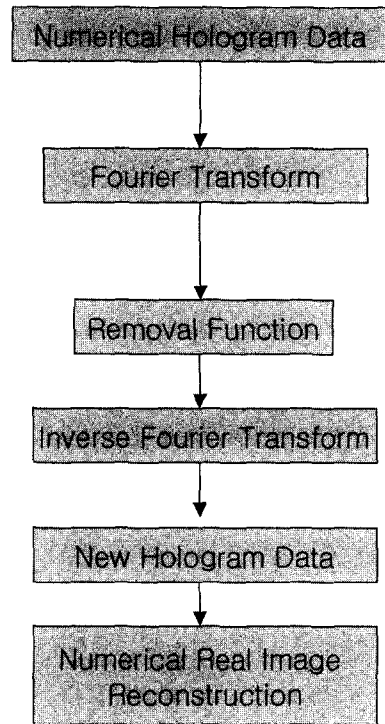 Numerical Hologram Data
Fourier Transform
Removal Function
Inverse Fourier Transform
New Hologram Data
Numerical Real Image
Reconstruction